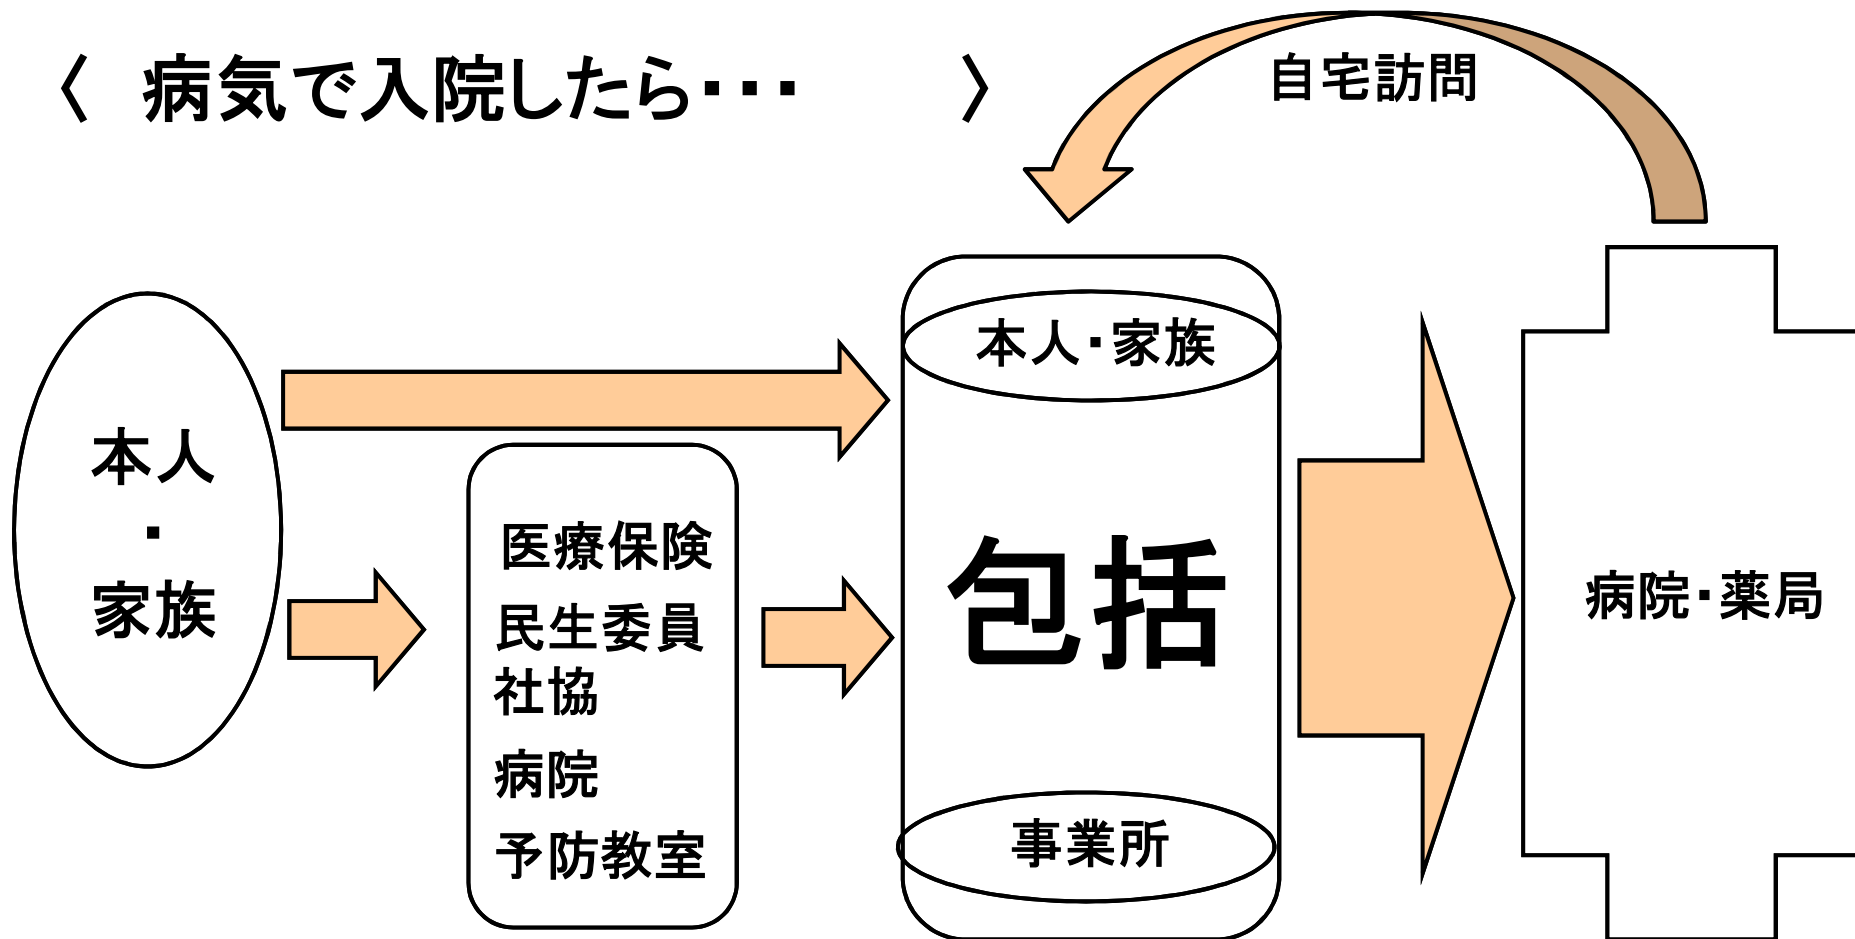 〈 病気で入院したら・・・ 〉
自宅訪問
本人
・
家族
医療保険
民生委員
社協
病院
予防教室
本人・家族
包括
事業所
病院・薬局